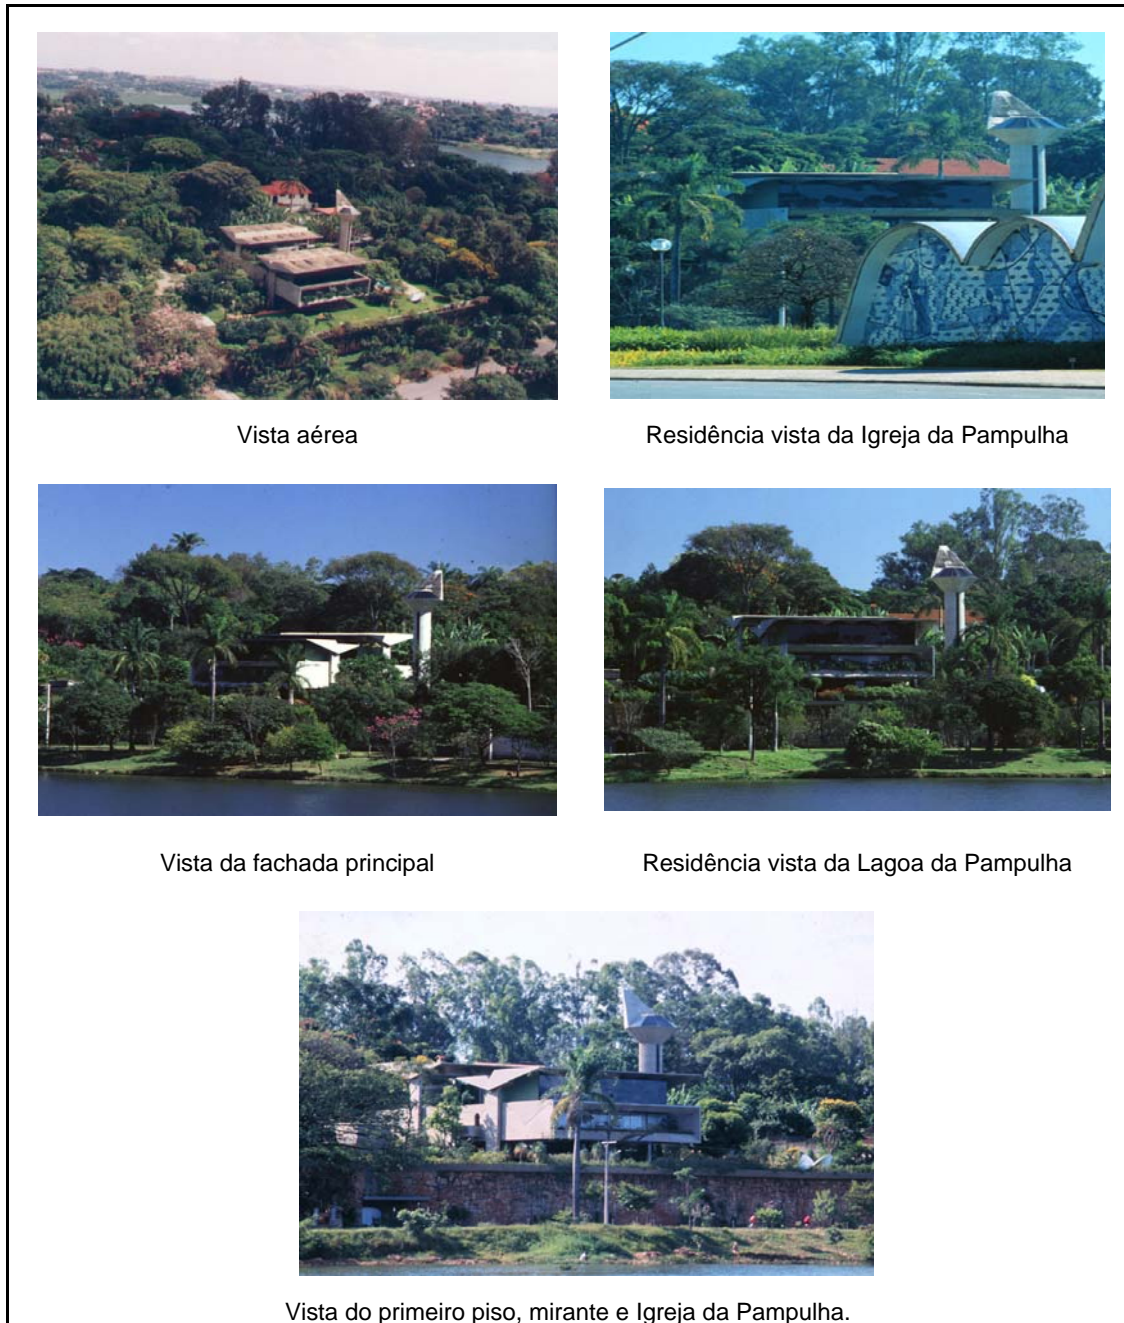 Vista aérea
Residência vista da Igreja da Pampulha
Vista da fachada principal
Residência vista da Lagoa da Pampulha
Vista do primeiro piso, mirante e Igreja da Pampulha.